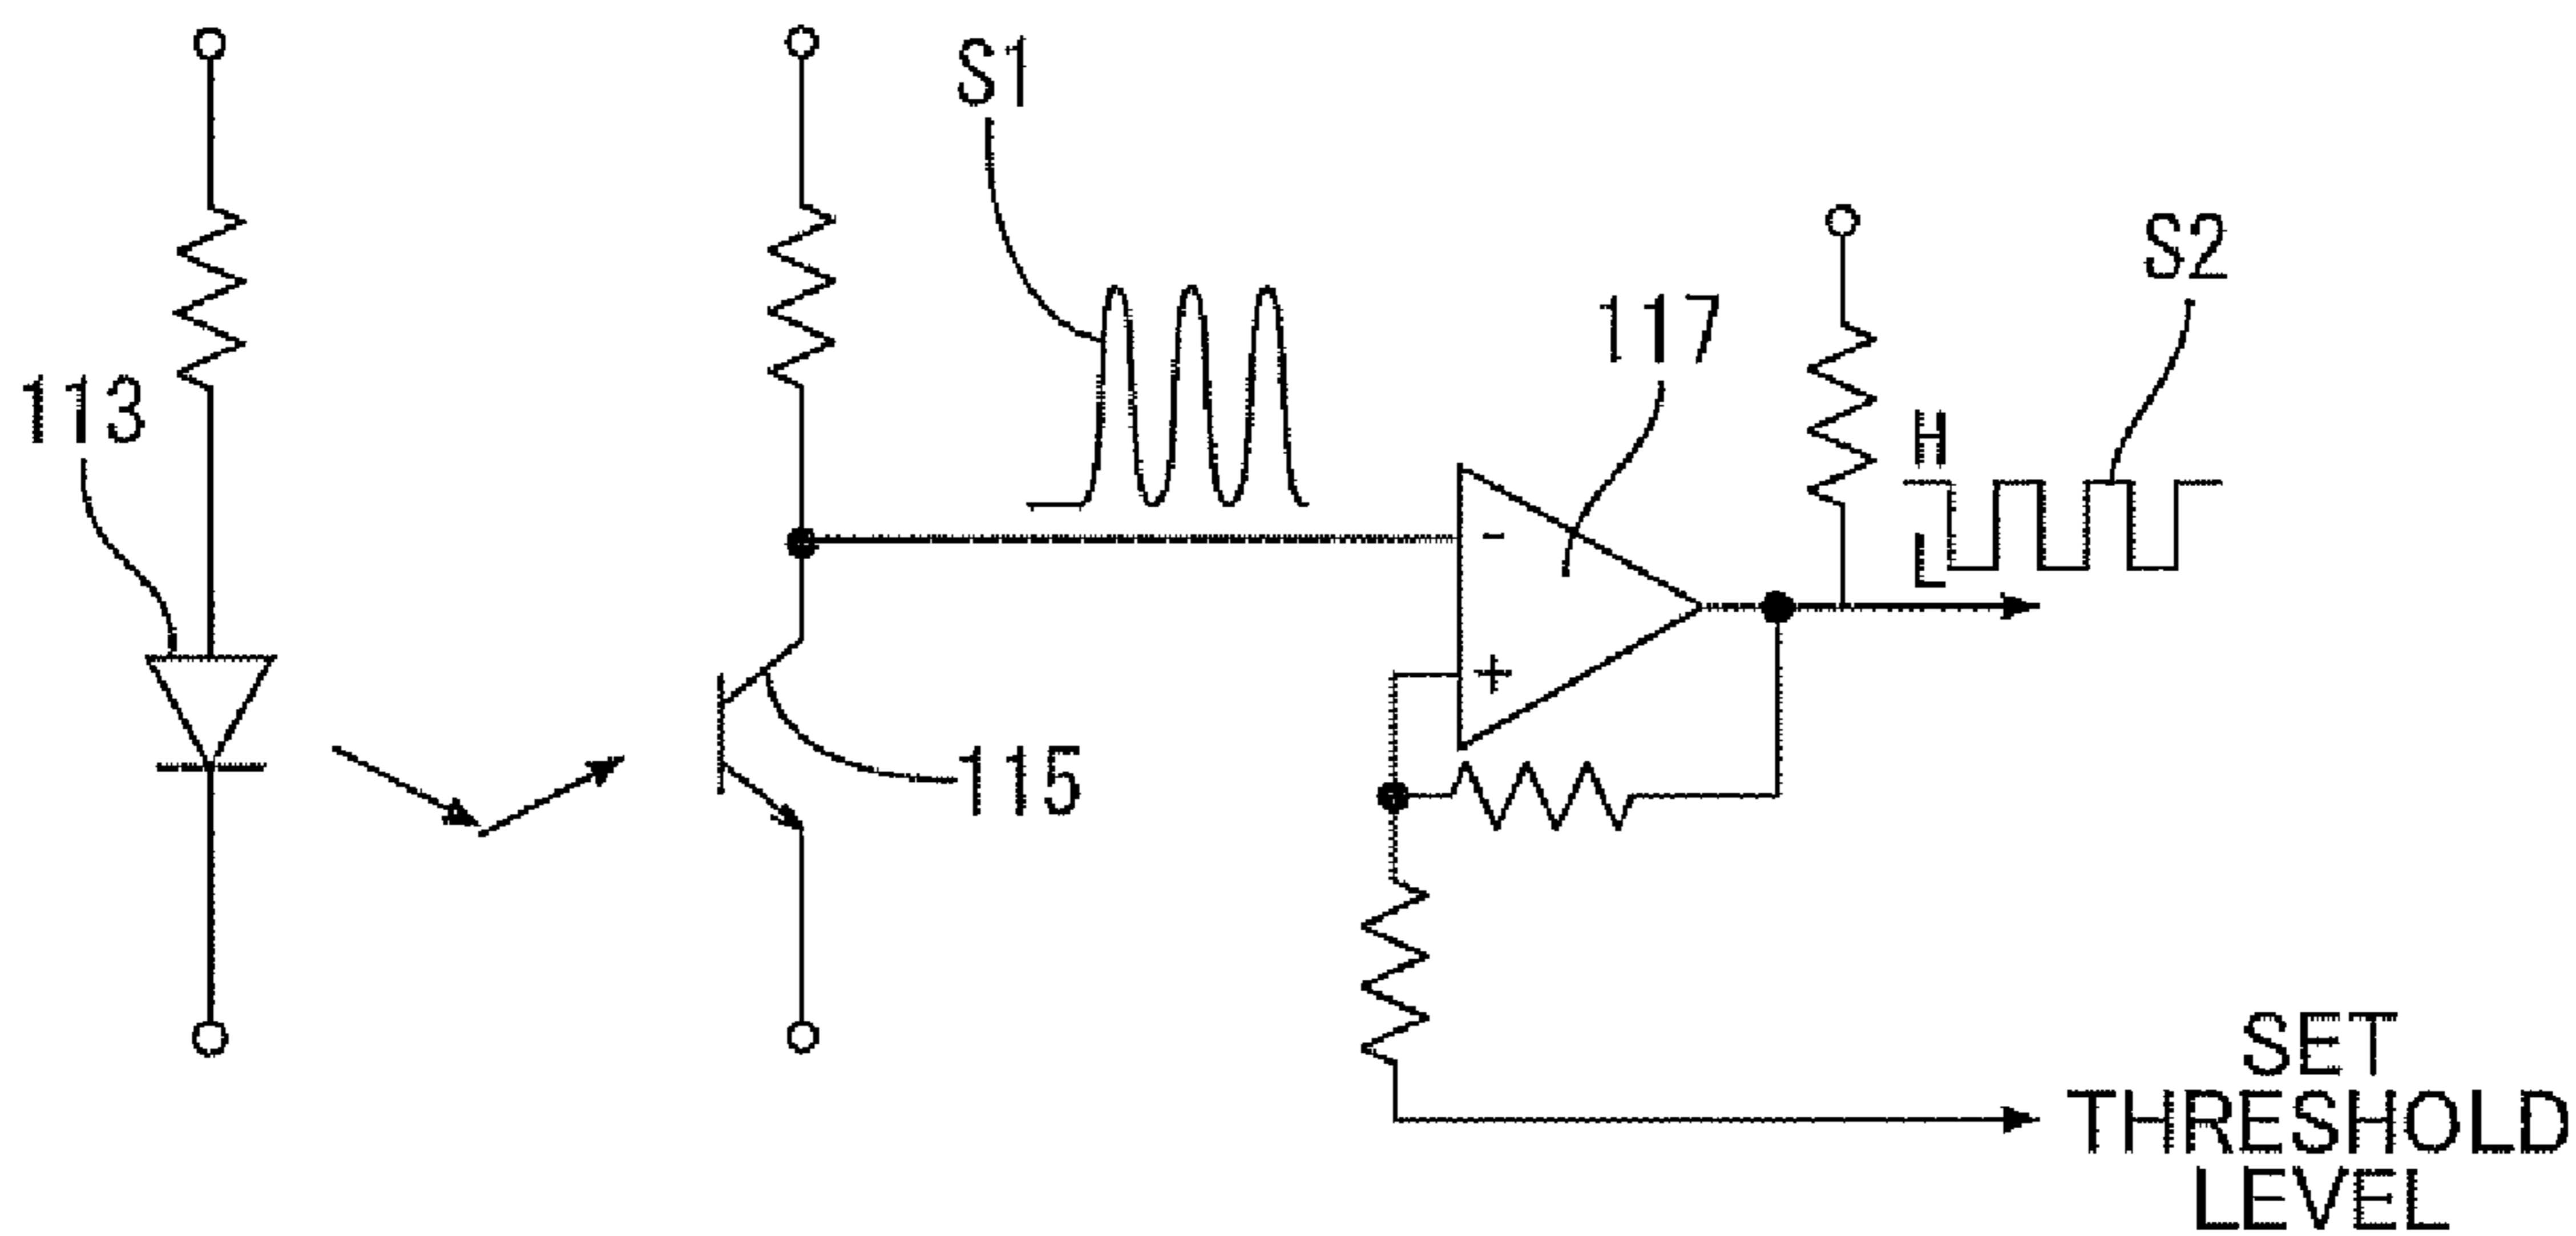 S1
S2
117
113
H
L
-
+
115
SET
THRESHOLD
LEVEL